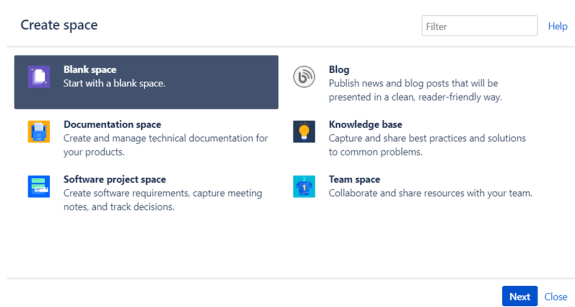 Create space
Filter
Help
Blank space
Start with a blank space.
Blog
Publish news and blog posts that will be
presented in a clean, reader-friendly way.
Documentation space
Create and manage technical documentation for
your products.
Knowledge base
Capture and share best practices and solutions
to common problems.
Software project space
Create software requirements, capture meeting
notes, and track decisions.
Team space
Collaborate and share resources with your team.
Next
Close